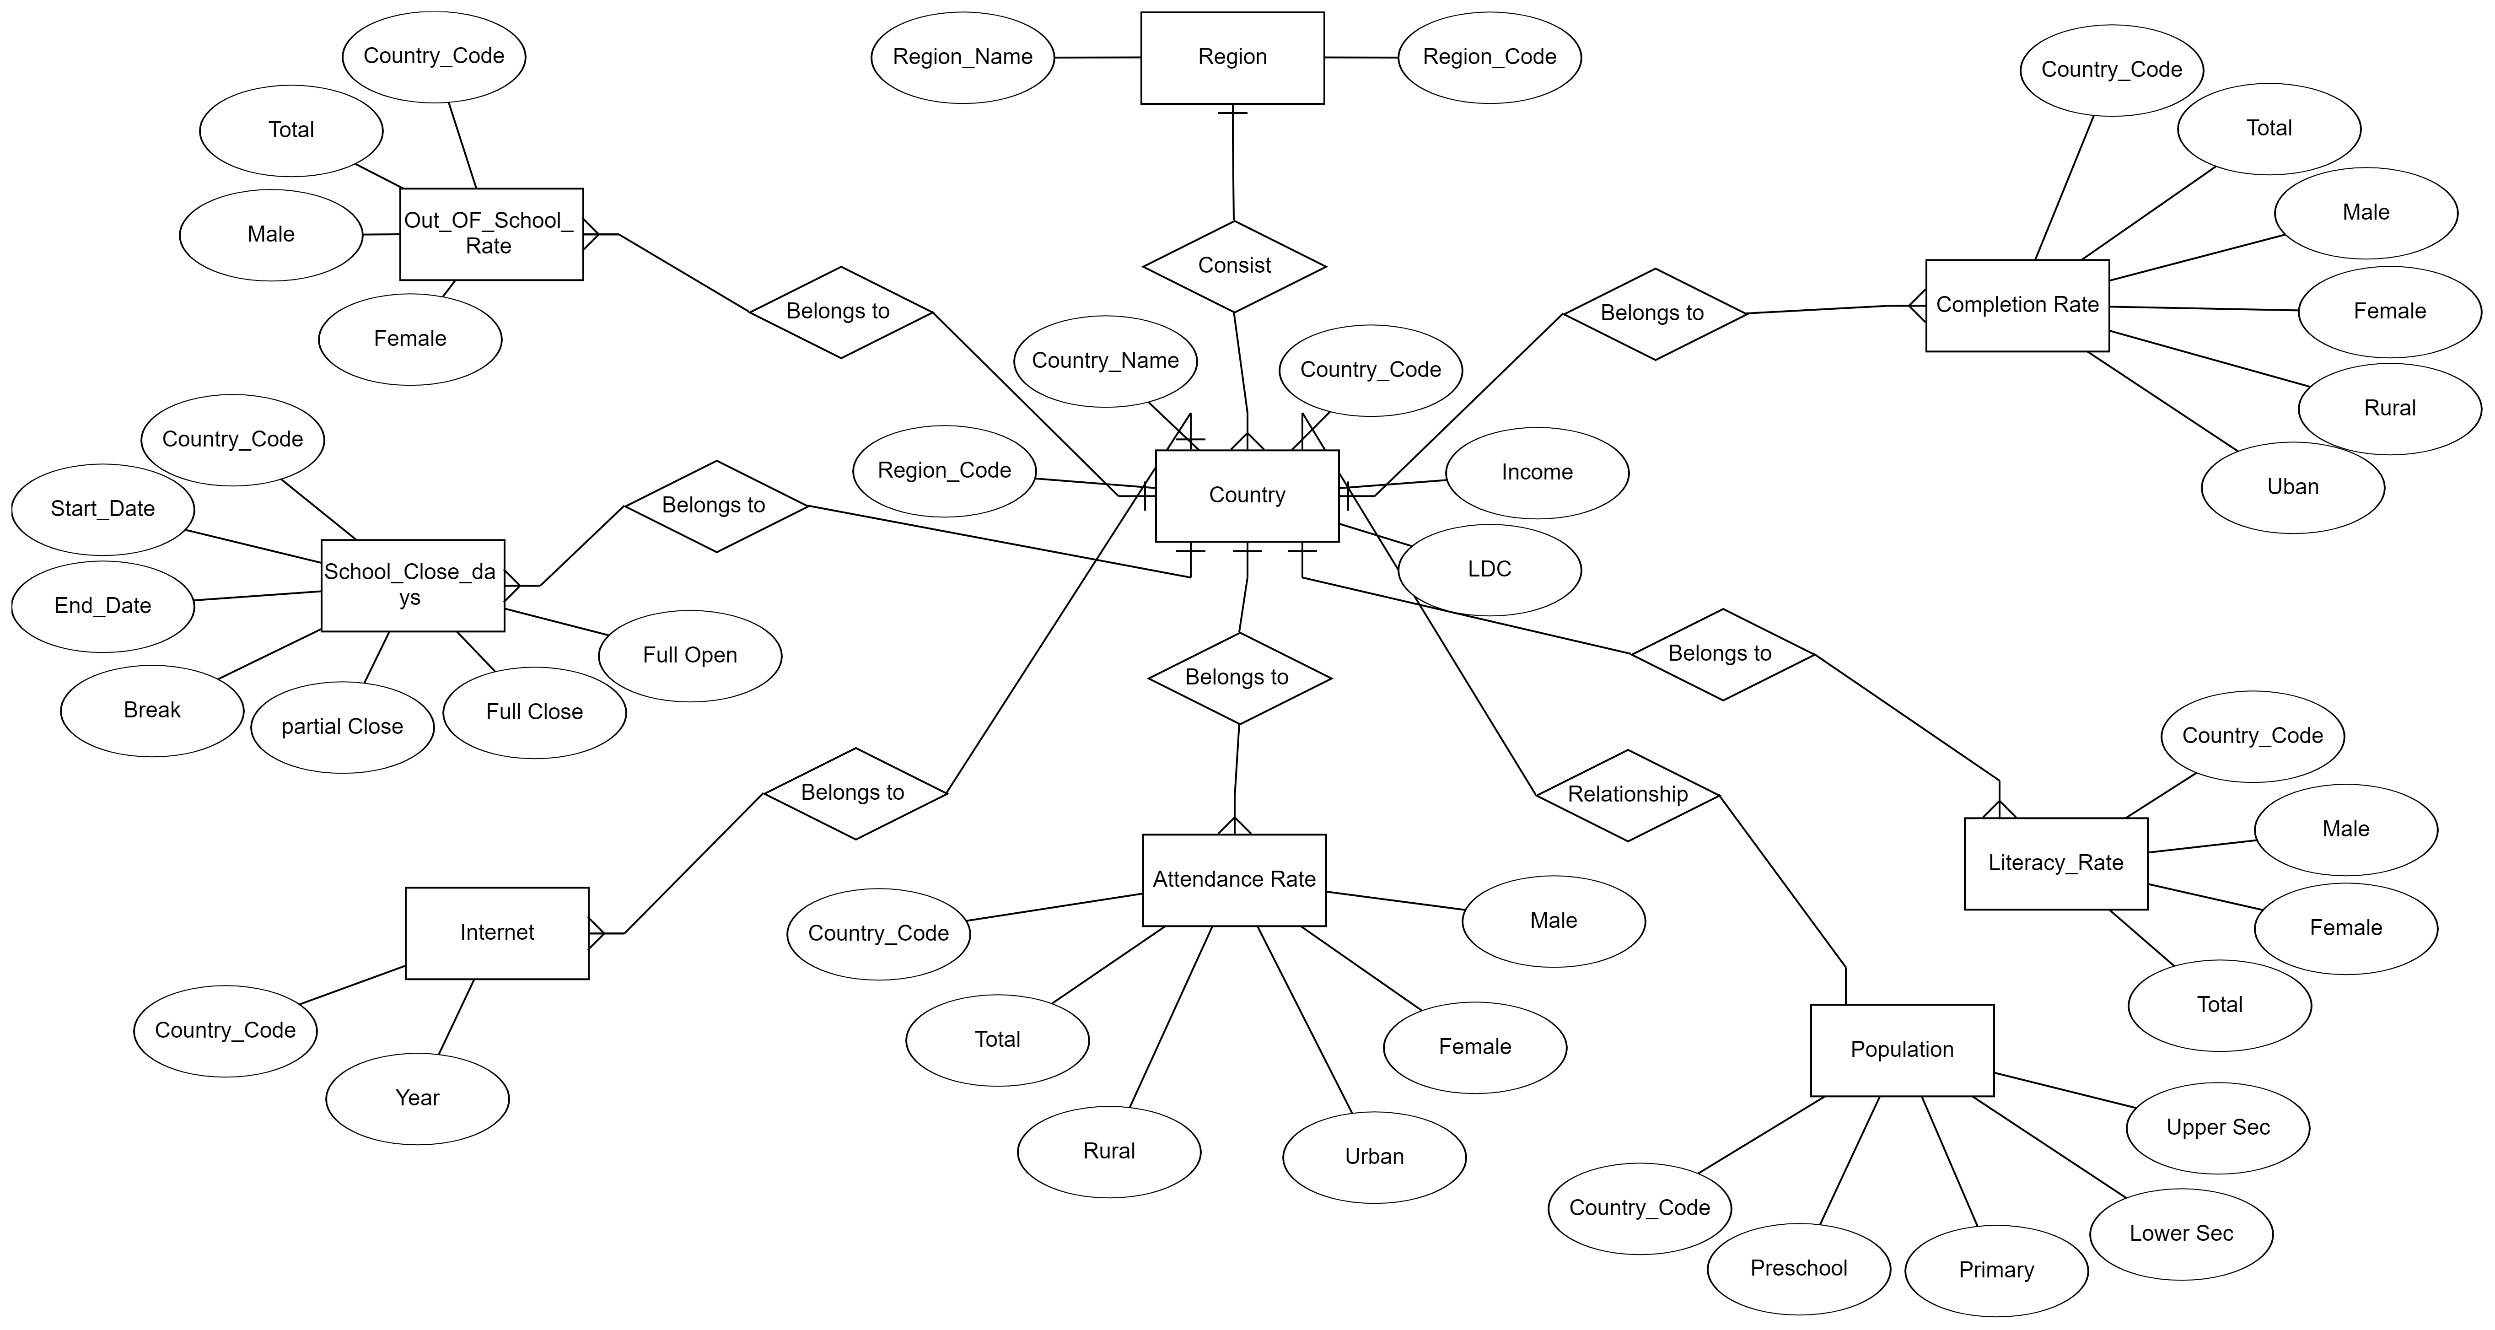 Country_Code
Region_Name
Region
Region_Code
Country_Code
Total
Total
Male
Male
Out_OF_School_
Rate
Female
Consist
Belongs to
Belongs to
Completion Rate
Female
Rural
Uban
Country_Name
Country_Code
Region_Code
Country
Income
LDC
Country_Code
Start_Date
End_Date
School_Close_da
ys
Belongs to
Break
partial Close
Full Close
Full Open
Belongs to
Belongs to
Belongs to
Relationship
Country_Code
Male
Literacy_Rate
Female
Total
Internet
Country_Code
Year
Attendance Rate
Country_Code
Male
Total
Female
Rural
Urban
Population
Upper Sec
Country_Code
Lower Sec
Preschool
Primary